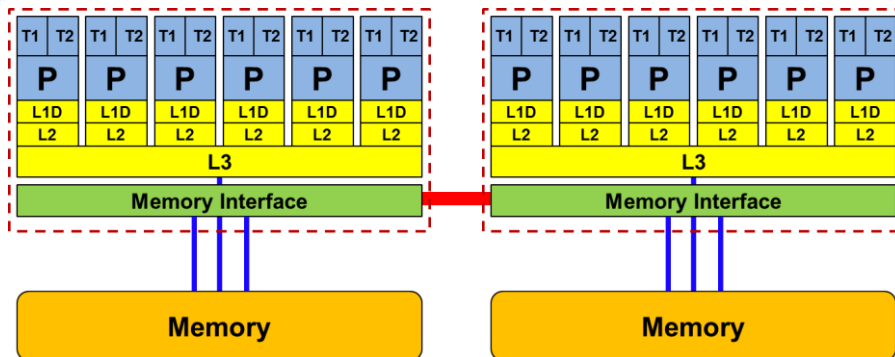 T1 T2 T1 T2 T1 T2 T1 T2 T1 T2 T1 T2 T1 T2 T1 T2 T1 T2 T1 T2 T1 T2 T1 T2
P P P P P P P P P P P P
L1D L1D L1D L1D L1D L1D L1D L1D L1D L1D L1D L1D
L2 L2 L2 L2 L2 L2 L2 L2 L2 L2 L2 L2
L3 L3
Memory Interface Memory Interface
Memory Memory